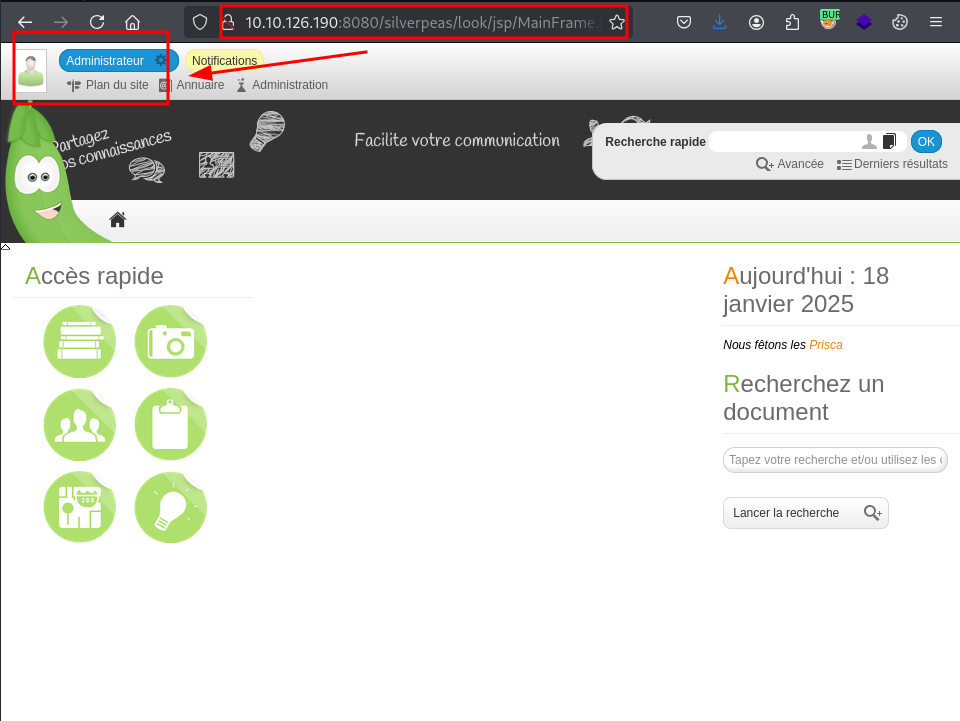 10.10.126.190:8080/silverpeas/look/jsp/MainFrame.
BUR
Administrateur
Notifications
Plan du site
Annuaire
Administration
Partagez
vos connaissances
Facilite votre communication
Recherche rapide
OK
Avancée
Derniers résultats
Accès rapide
Aujourd'hui : 18
janvier 2025
Nous fêtons les Prisca
Recherchez un
document
Tapez votre recherche et/ou utilisez les
Lancer la recherche